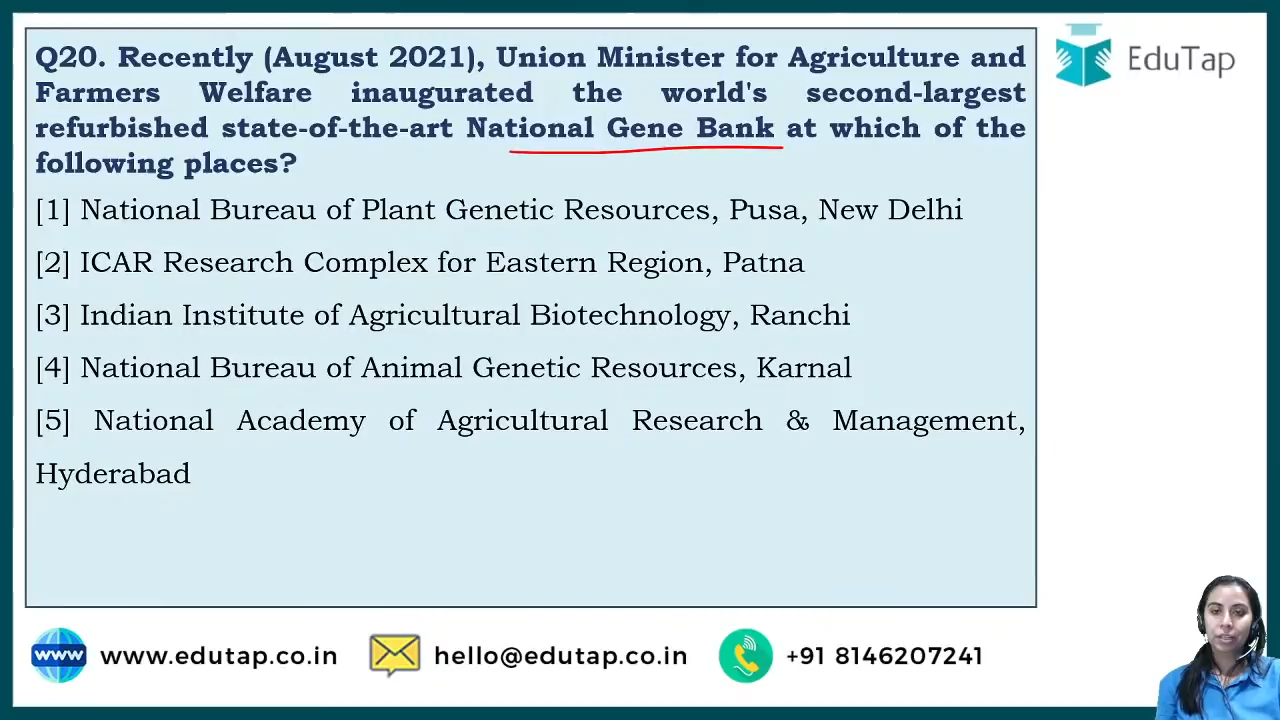 Q20. Recently (August 2021), Union Minister for Agriculture and
Farmers Welfare inaugurated the world's second-largest
refurbished state-of-the-art National Gene Bank at which of the
following places?
[1] National Bureau of Plant Genetic Resources, Pusa, New Delhi
[2] ICAR Research Complex for Eastern Region, Patna
[3] Indian Institute of Agricultural Biotechnology, Ranchi
[4] National Bureau of Animal Genetic Resources, Karnal
[5] National Academy of Agricultural Research & Management,
Hyderabad
EduTap
www www.edutap.co.in hello@edutap.co.in +91 8146207241